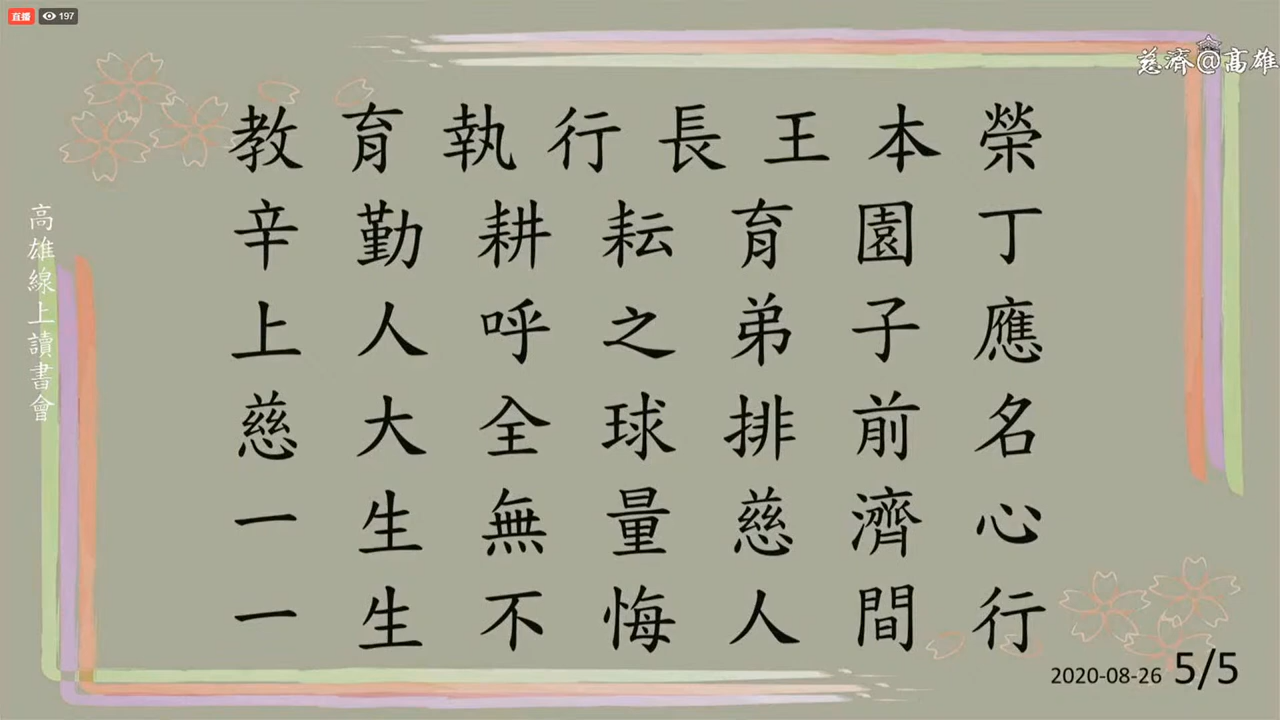 直播 197
慈濟@高雄
教育執行長王本榮
辛勤耕耘育園丁
上人呼之弟子應
慈大全球排前名
一生無量慈濟心
一生不悔人間行
高雄線上讀書會
2020-08-26 5/5